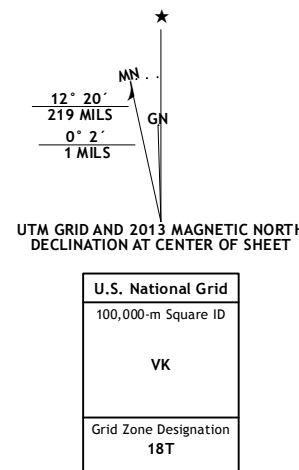 ★
MN
12° 20´
219 MILS
GN
0° 2´
1 MILS
UTM GRID AND 2013 MAGNETIC NORTH
DECLINATION AT CENTER OF SHEET
U.S. National Grid
100,000-m Square ID
VK
Grid Zone Designation
18T